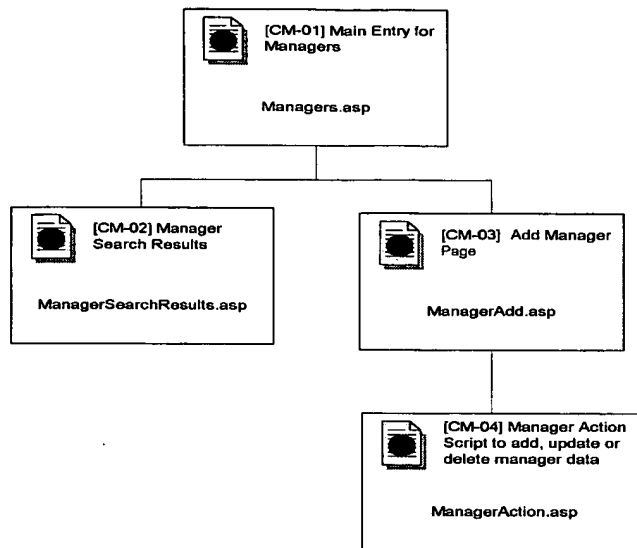 [CM-01] Main Entry for
Managers
Managers.asp
[CM-02] Manager
Search Results
ManagerSearchResults.asp
[CM-03] Add Manager
Page
ManagerAdd.asp
[CM-04] Manager Action
Script to add, update or
delete manager data
ManagerAction.asp